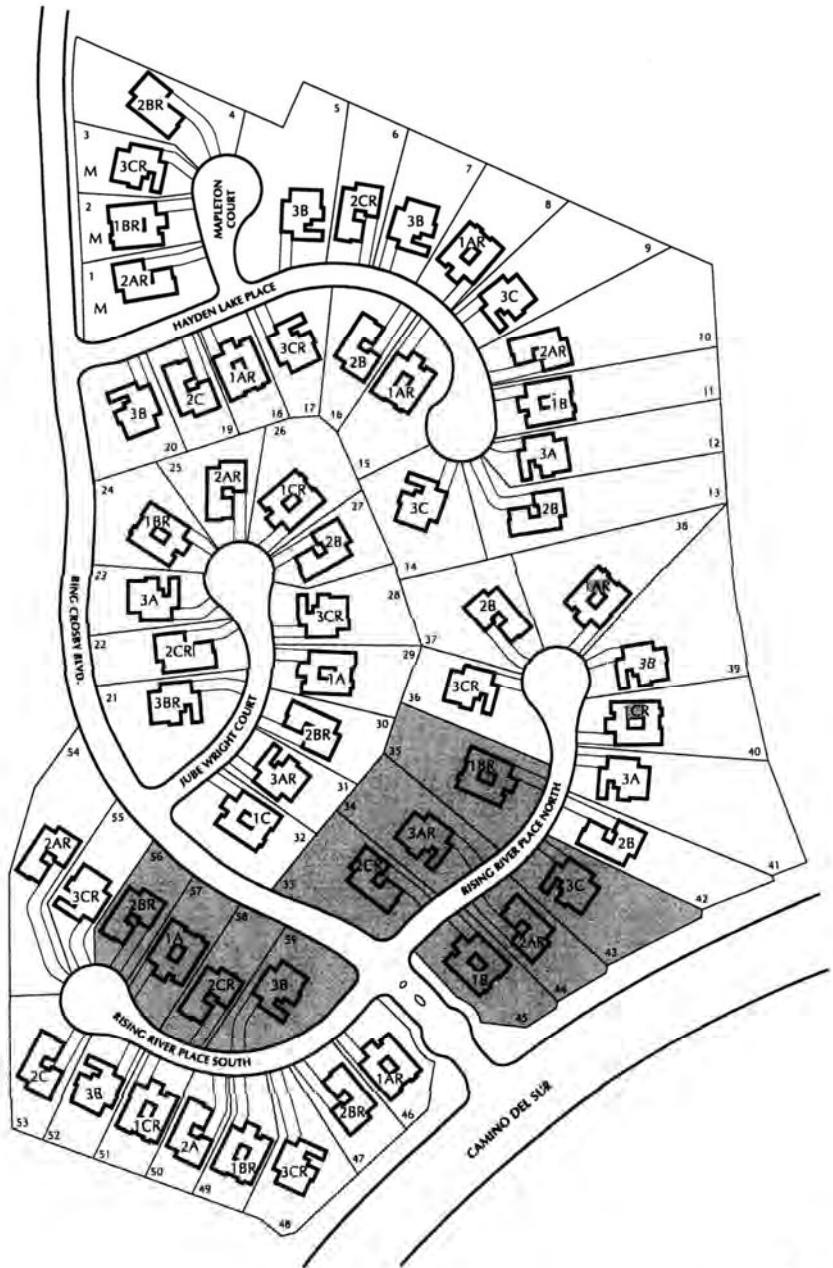 2BR
4
5
6
7
8
9
3
3CR
M
2
1BR
M
1
2AR
M
MAPLETON
COURT
3B
2CR
3B
1AR
3C
HAYDEN LAKE PLACE
2AR
10
1B
11
3A
12
2B
13
3B
2C
1AR
3CR
2B
1AR
20
19
18
17
16
15
3C
14
24
25
26
2AR
1CR
27
1BR
2B
23
3A
3CR
28
22
2CR
1A
29
21
3BR
2BR
30
BING CROSBY BLVD.
JUBE WRIGHT COURT
3AR
31
1C
32
33
38
2B
37
3B
39
3CR
36
CR
40
35
1BR
3A
34
3AR
2B
41
2C
RISING RIVER PLACE NORTH
3C
42
2AR
43
1B
44
45
54
55
2AR
56
3CR
2BR
57
58
1A
59
2CR
3B
RISING RIVER PLACE SOUTH
1AR
2C
3B
1CR
2A
2BR
46
1BR
3CR
47
53
52
51
50
49
48
CAMINO DEL SUR